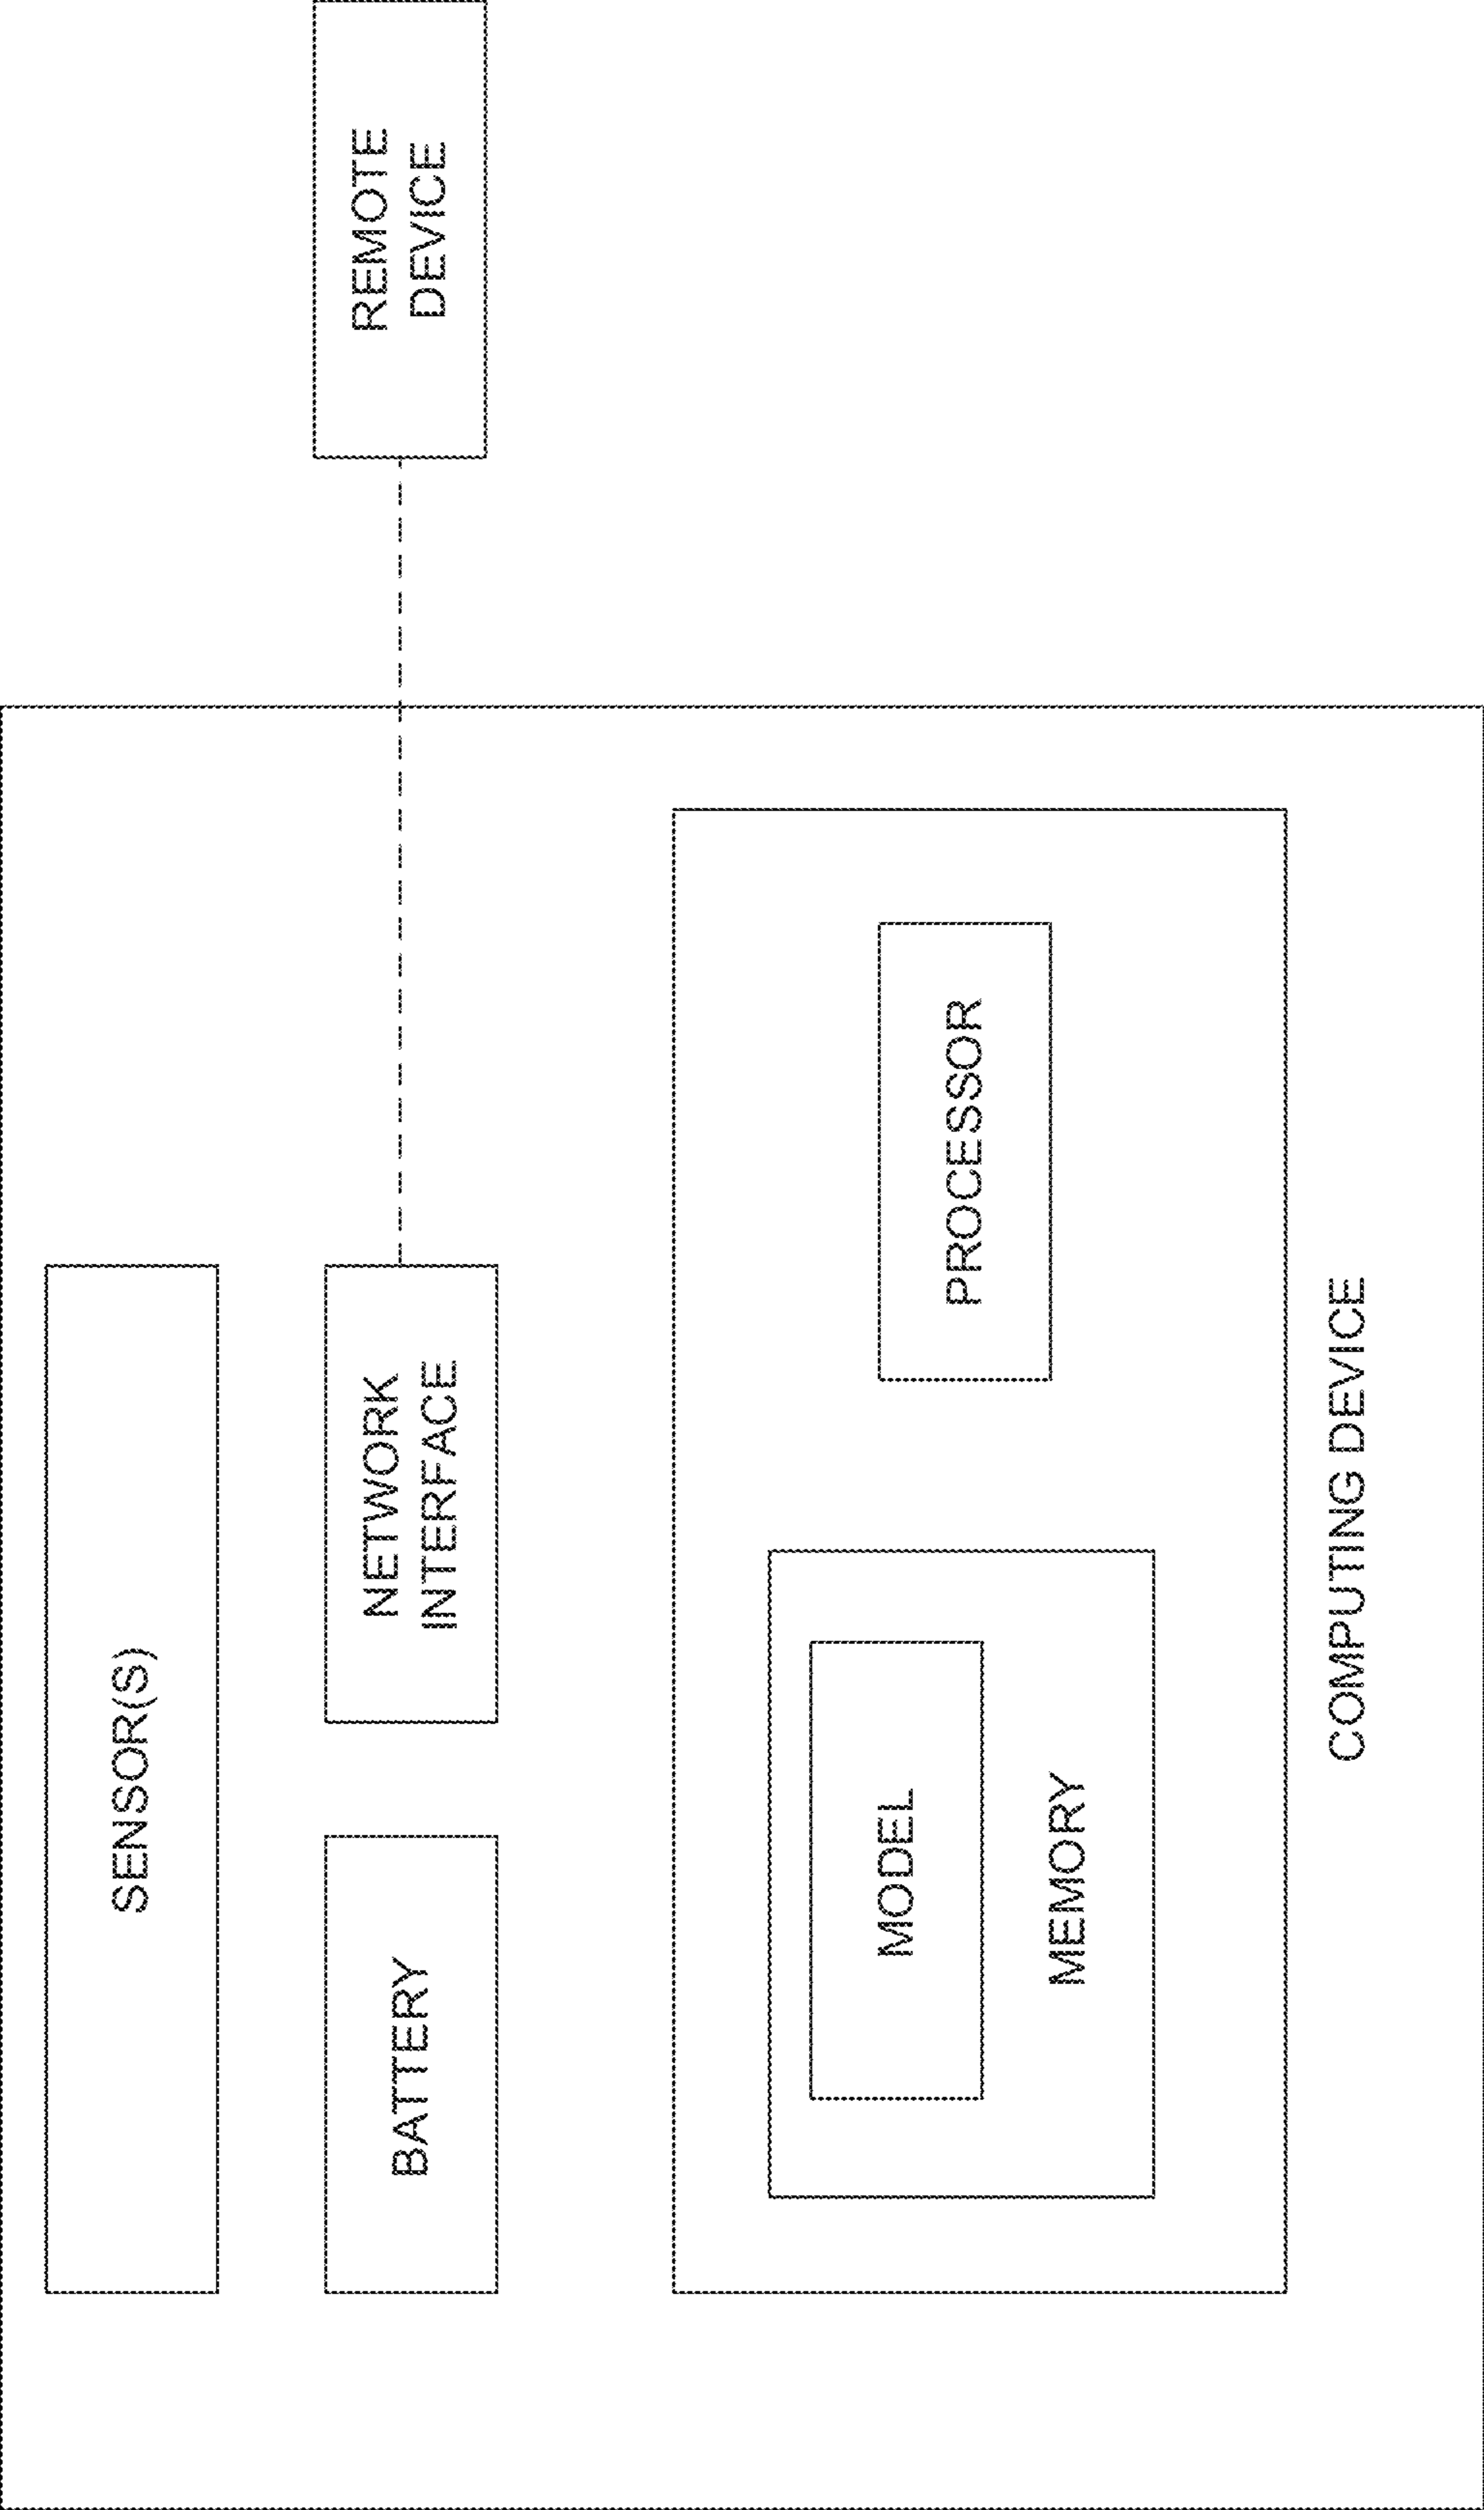 SENSOR(S)
BATTERY
NETWORK
INTERFACE
REMOTE
DEVICE
MODEL
MEMORY
PROCESSOR
COMPUTING DEVICE